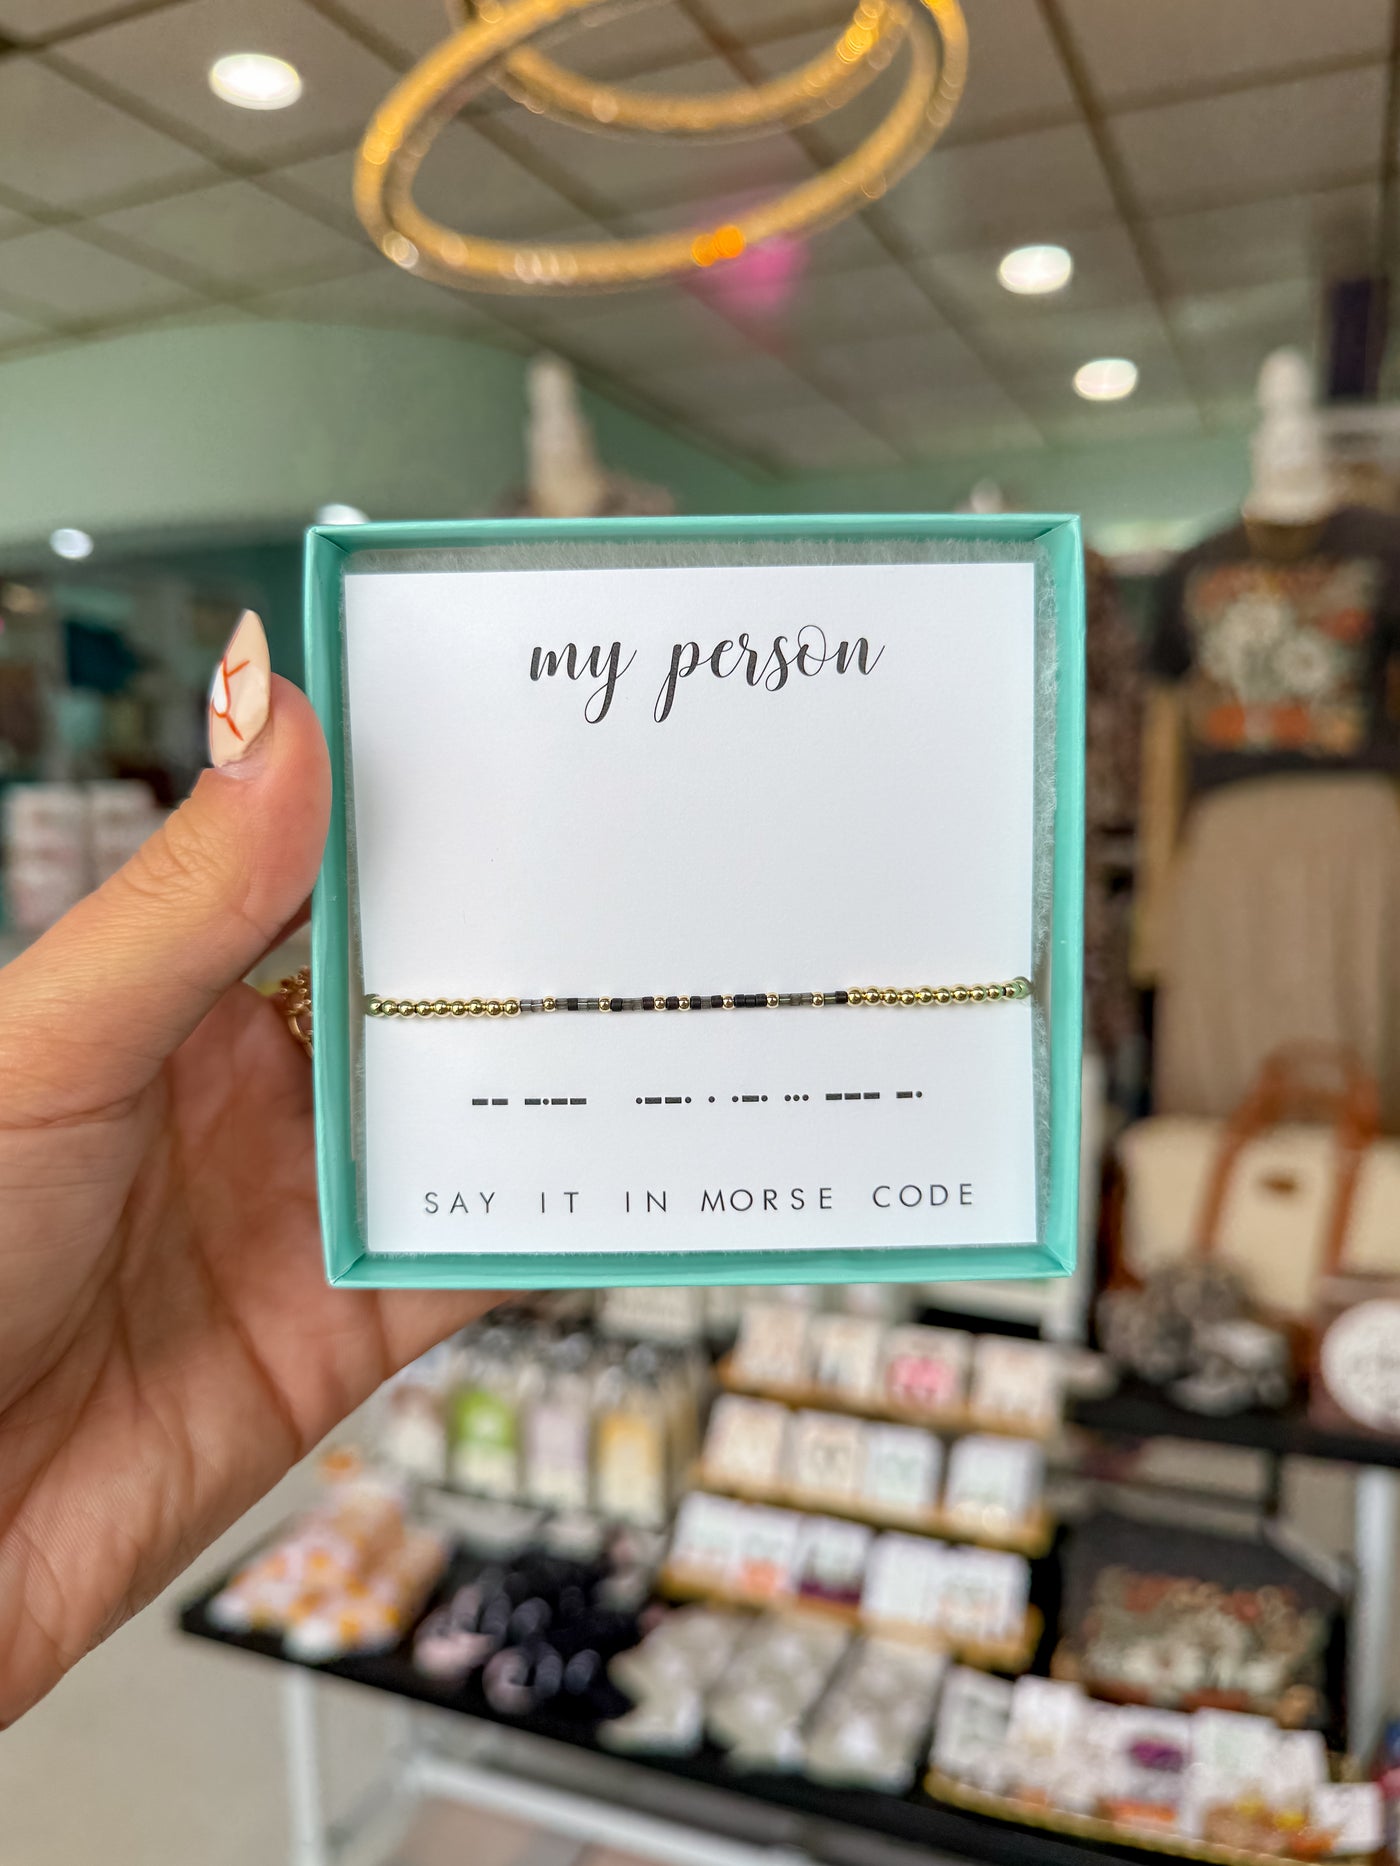 my person
-- -.--   .--. . .-. ... --- -.
SAY IT IN MORSE CODE